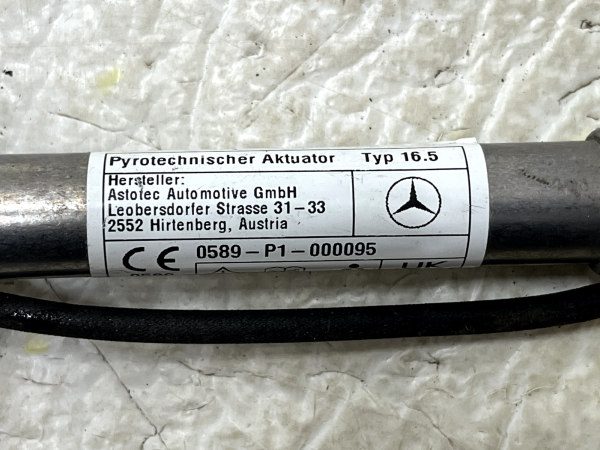 Pyrotechnischer Aktuator Typ 16.5
Hersteller:
Astotec Automotive GmbH
Leobersdorfer Strasse 31-33
2552 Hirtenberg, Austria
CE 0589-P1-000095